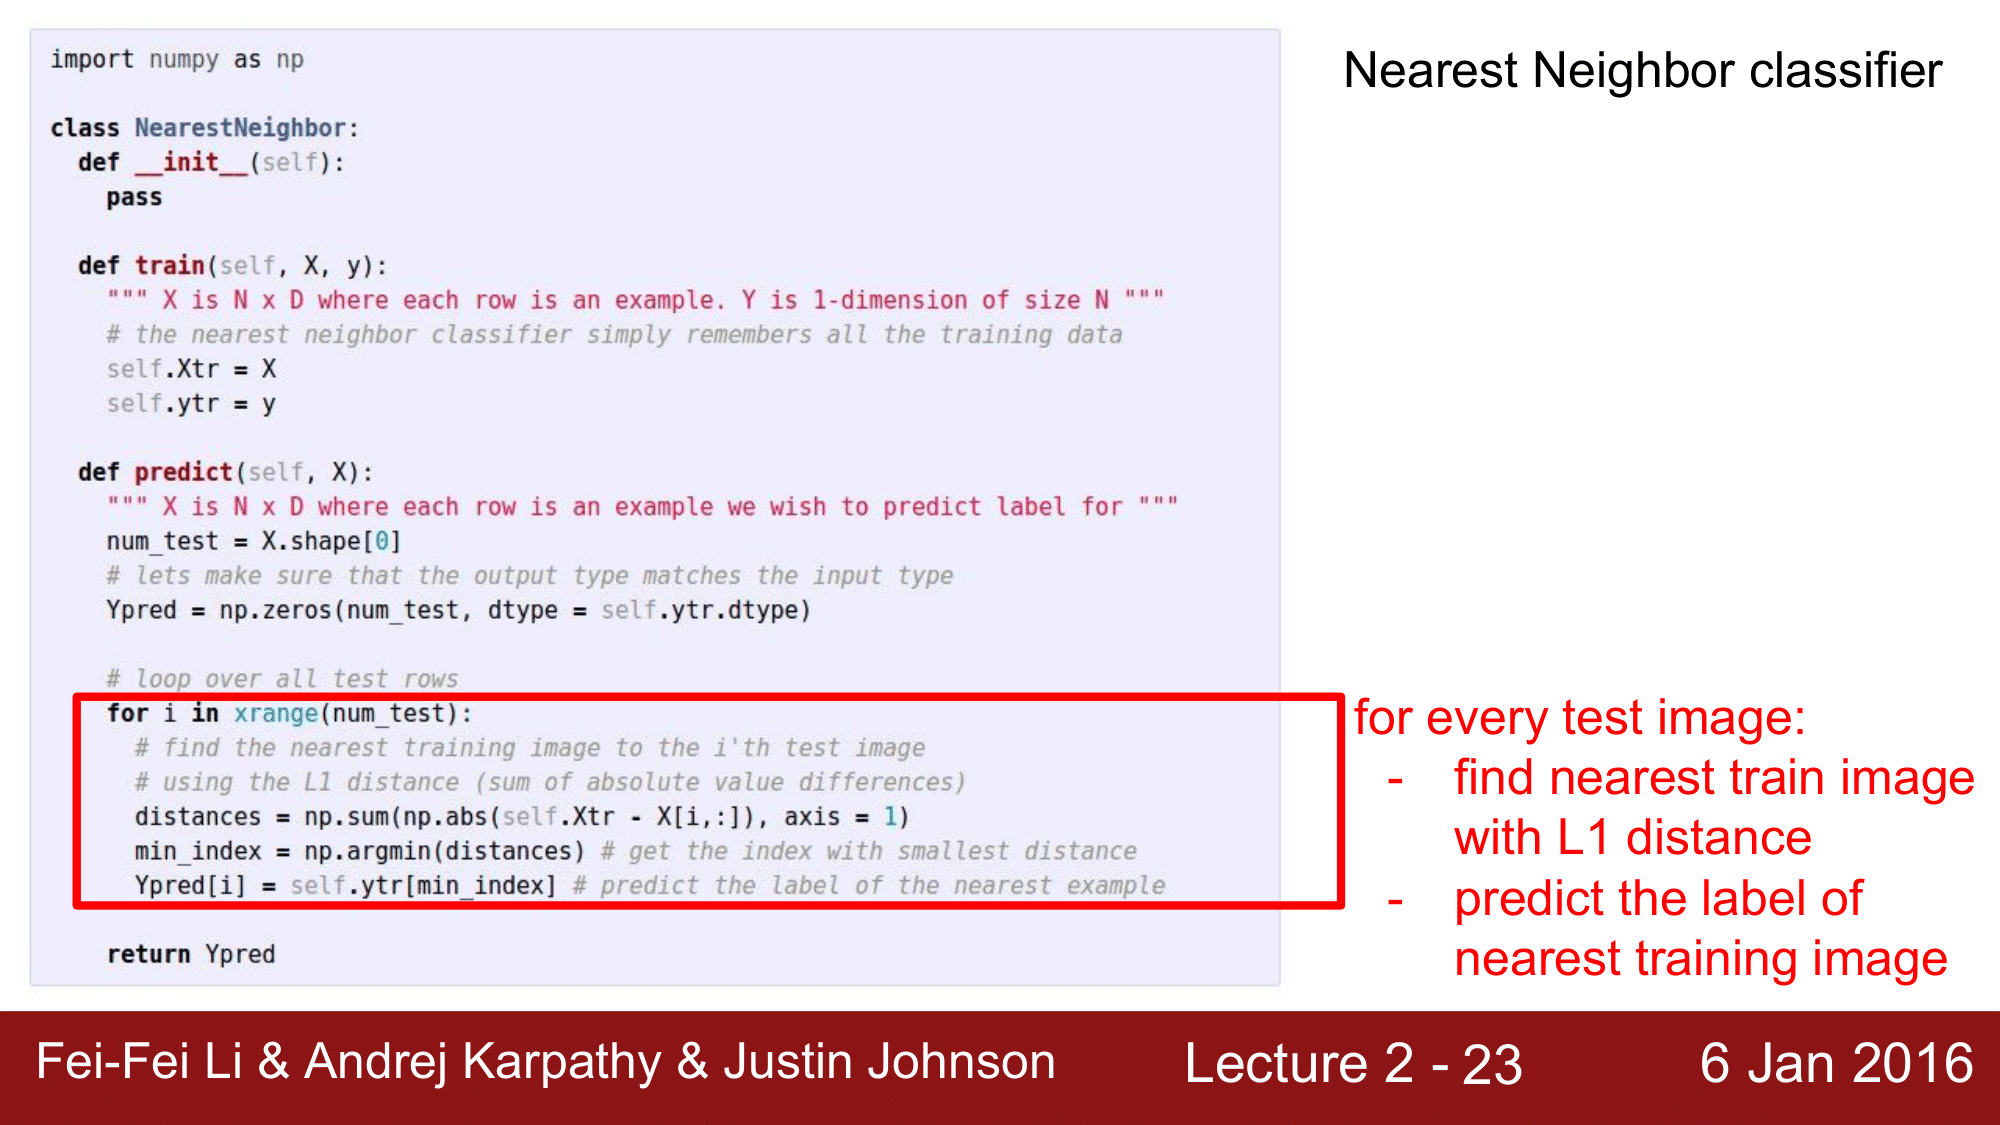 import numpy as np
class NearestNeighbor:
def __init__(self):
pass
def train(self, X, y):
""" X is N x D where each row is an example. Y is 1-dimension of size N """
# the nearest neighbor classifier simply remembers all the training data
self.Xtr = X
self.ytr = y
def predict(self, X):
""" X is N x D where each row is an example we wish to predict label for """
num_test = X.shape[0]
# lets make sure that the output type matches the input type
Ypred = np.zeros(num_test, dtype = self.ytr.dtype)
# loop over all test rows
for i in xrange(num_test):
# find the nearest training image to the i'th test image
# using the L1 distance (sum of absolute value differences)
distances = np.sum(np.abs(self.Xtr - X[i,:]), axis = 1)
min_index = np.argmin(distances) # get the index with smallest distance
Ypred[i] = self.ytr[min_index] # predict the label of the nearest example
return Ypred
Nearest Neighbor classifier
for every test image:
- find nearest train image
with L1 distance
- predict the label of
nearest training image
Fei-Fei Li & Andrej Karpathy & Justin Johnson
Lecture 2 - 23
6 Jan 2016